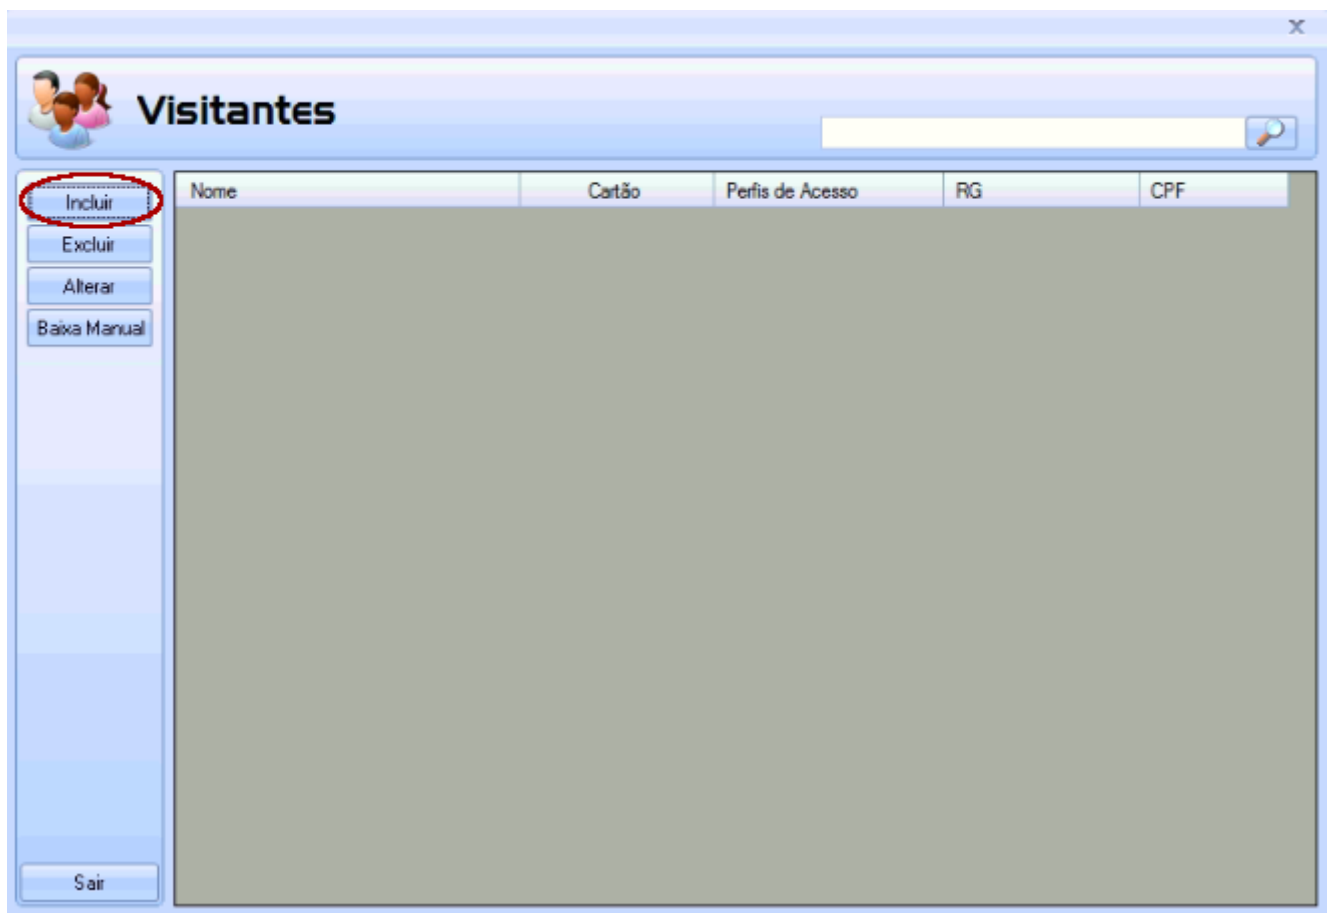 x
Visitantes
Incluir
Excluir
Alterar
Baixa Manual
Sair
Nome Cartão Perfis de Acesso RG CPF